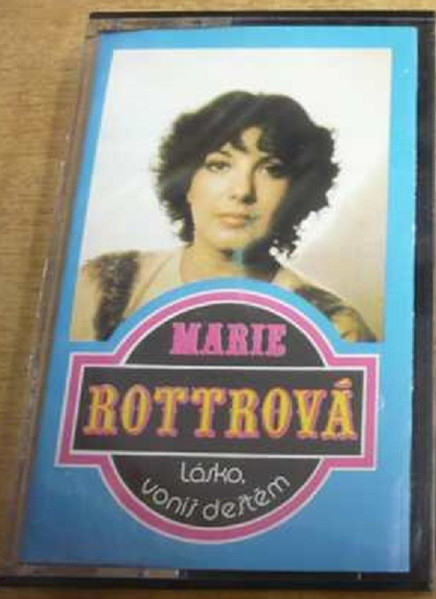 MARIE
ROTTROVÁ
Lásko,
voníš deštěm